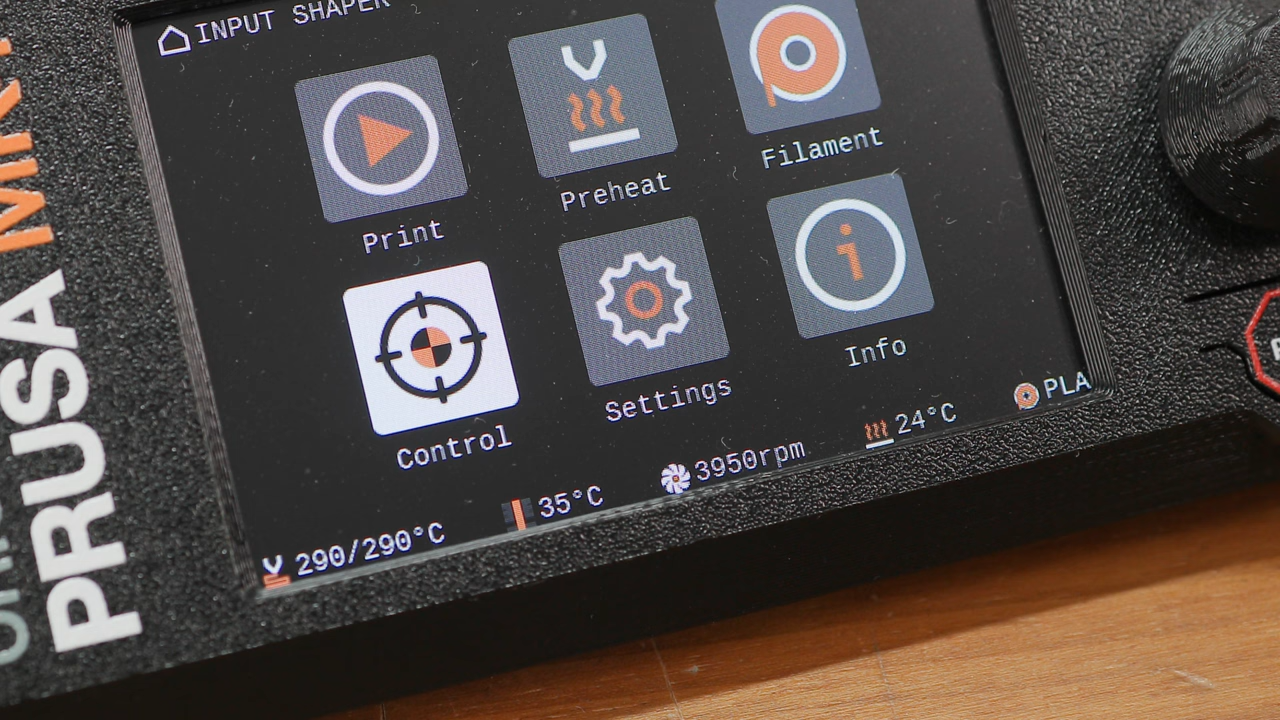 INPUT SHAPER
Print
Preheat
Filament
Control
Settings
Info
290/290°C
35°C
3950rpm
24°C
PLA
PRUSA